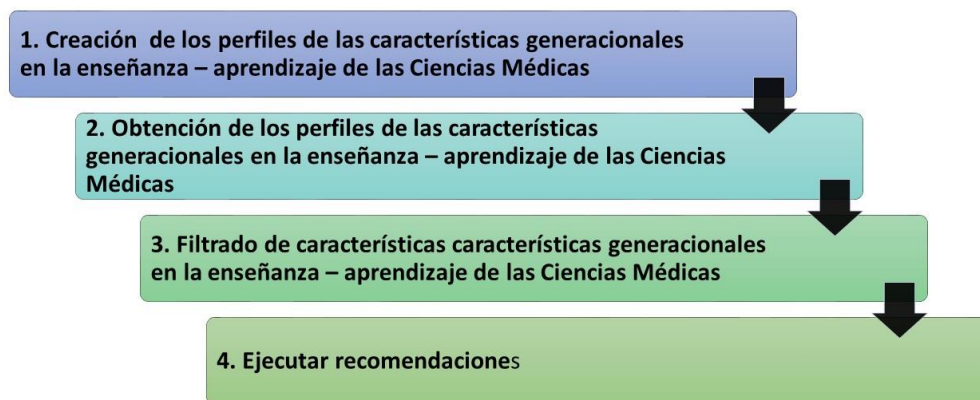 1. Creación de los perfiles de las características generacionales
en la enseñanza – aprendizaje de las Ciencias Médicas
2. Obtención de los perfiles de las características
generacionales en la enseñanza – aprendizaje de las Ciencias
Médicas
3. Filtrado de características características generacionales
en la enseñanza – aprendizaje de las Ciencias Médicas
4. Ejecutar recomendaciones